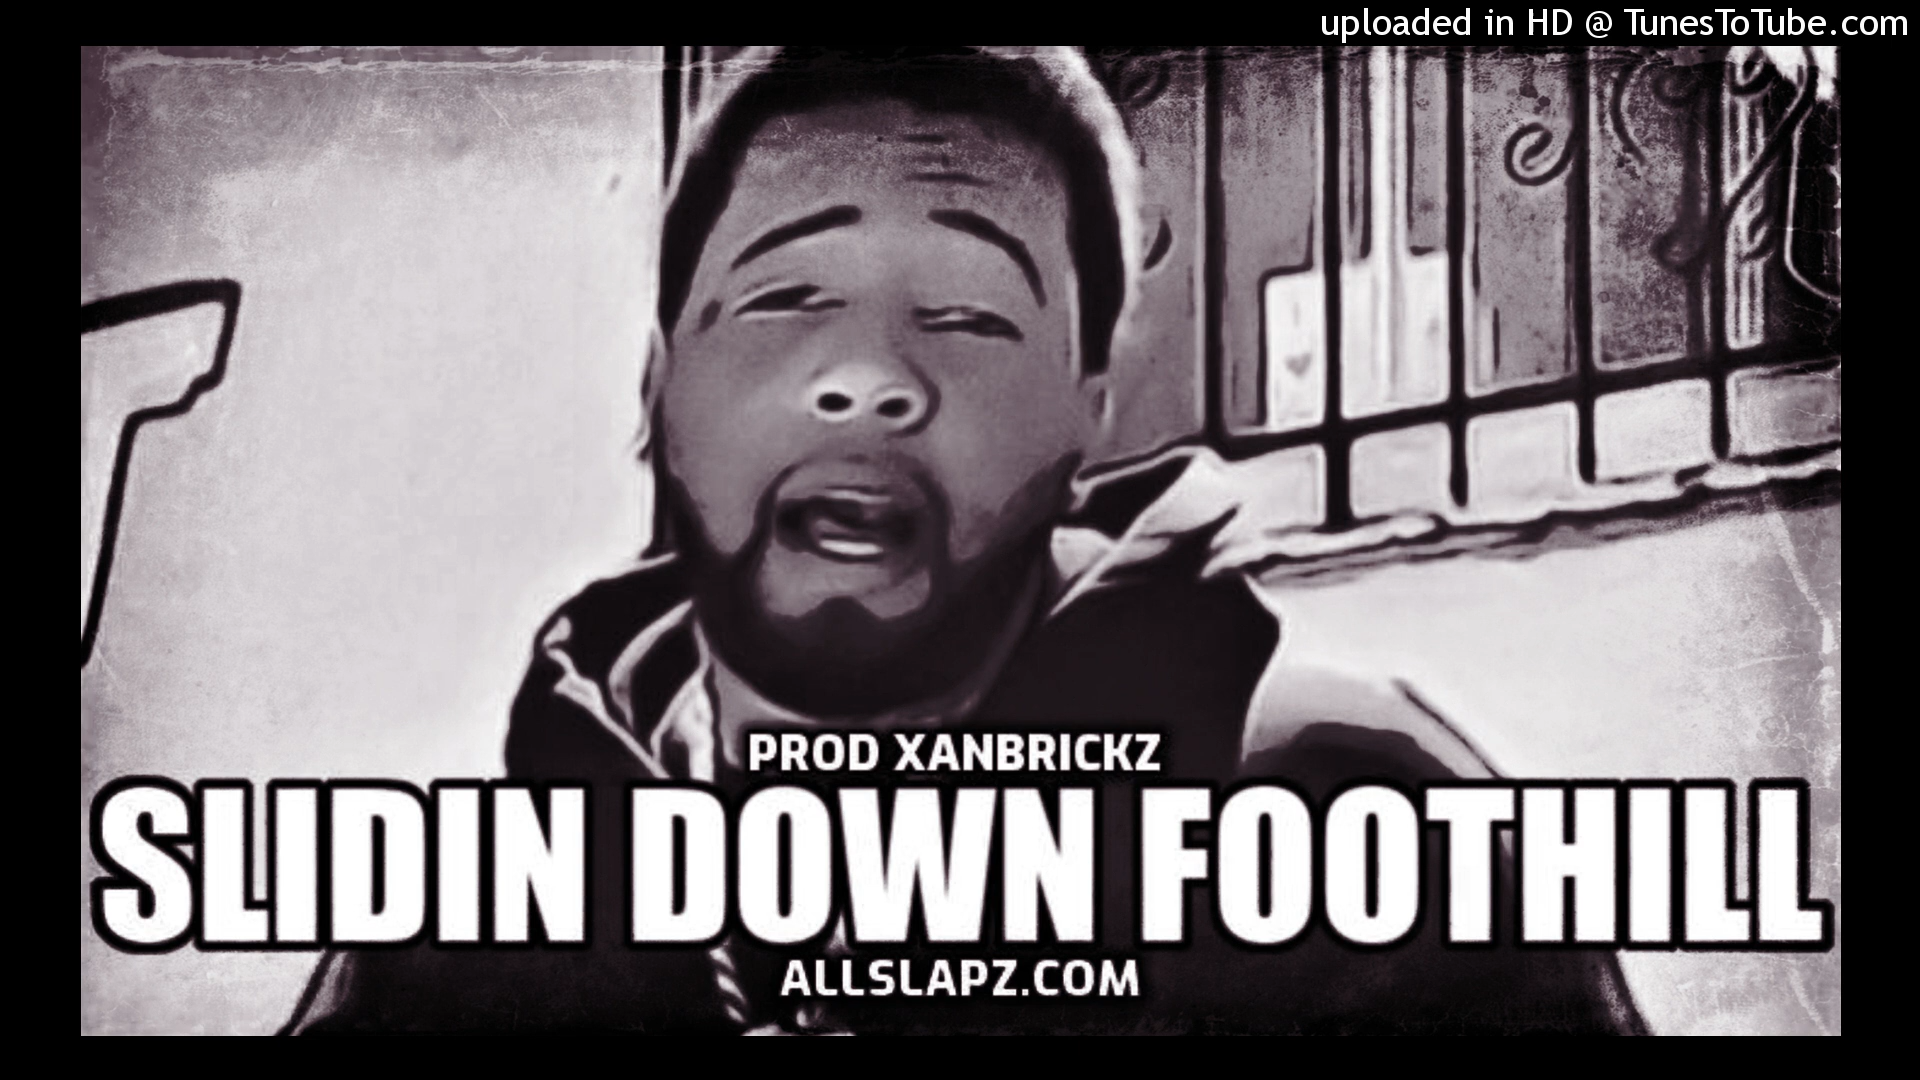 uploaded in HD @ TunesToTube.com
PROD XANBRICKZ
SLIDIN DOWN FOOTHILL
ALLSLAPZ.COM